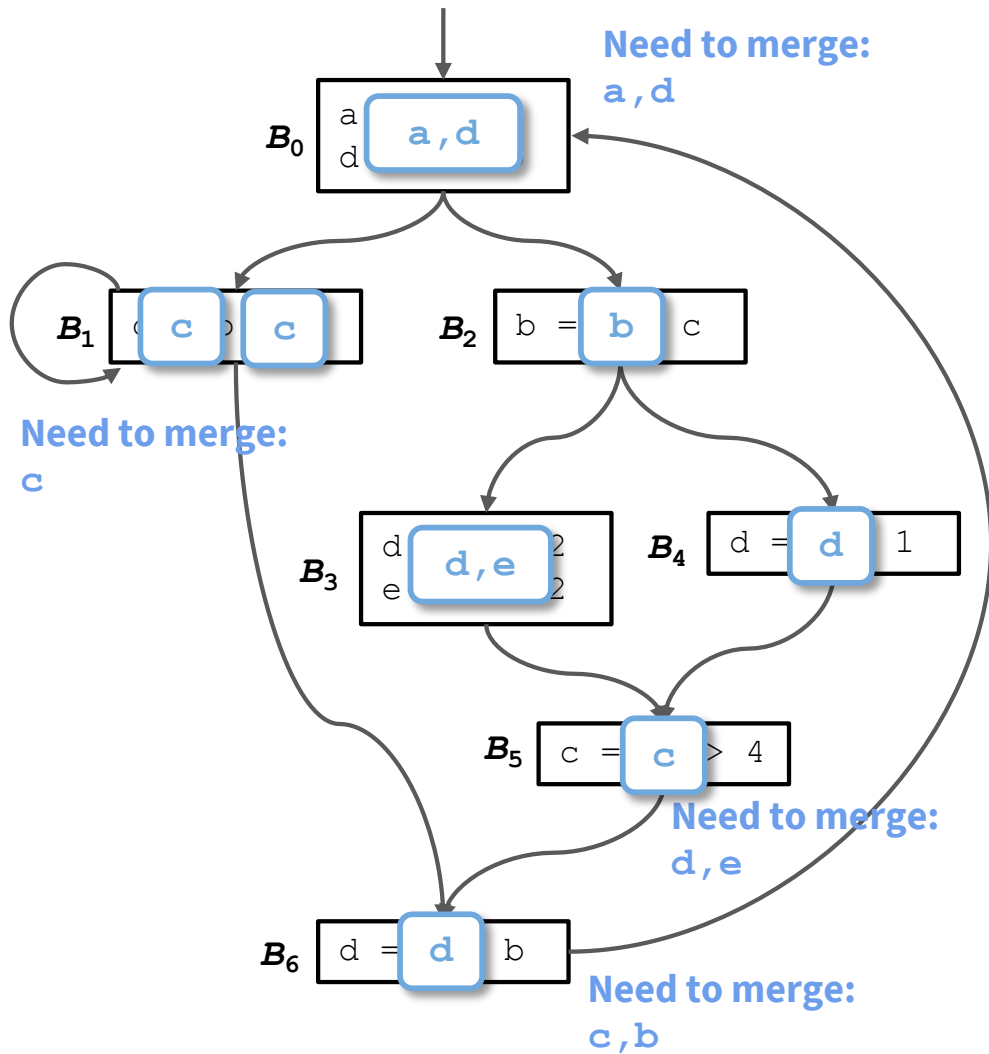 Need to merge:
a,d
B0
a
d
a,d
B1
c
c
B2
b =
b
c
Need to merge:
c
B3
d
2
e
2
d,e
B4
d =
d
1
B5
c =
c
> 4
Need to merge:
d,e
B6
d =
d
b
Need to merge:
c,b